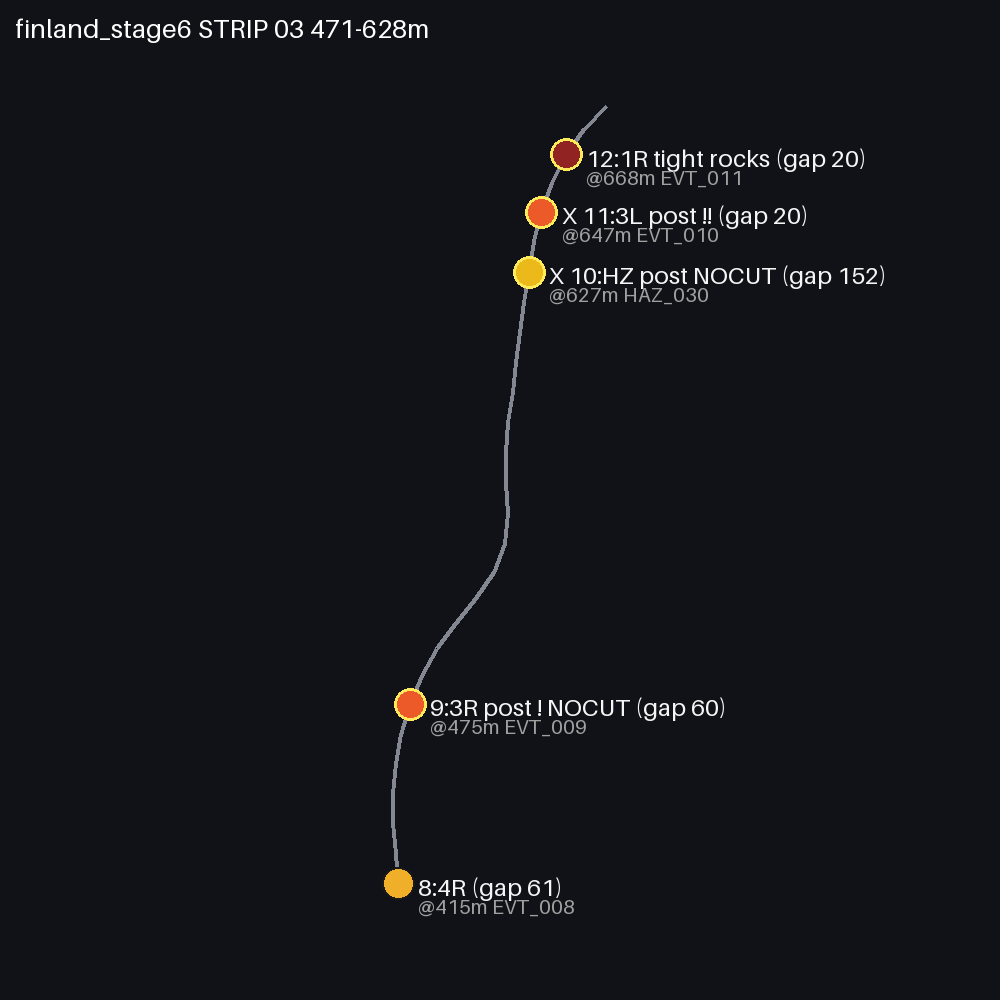 finland_stage6 STRIP 03 471-628m
12:1R tight rocks (gap 20)
@668m EVT_011
X 11:3L post !! (gap 20)
@647m EVT_010
X 10:HZ post NOCUT (gap 152)
@627m HAZ_030
9:3R post ! NOCUT (gap 60)
@475m EVT_009
8:4R (gap 61)
@415m EVT_008